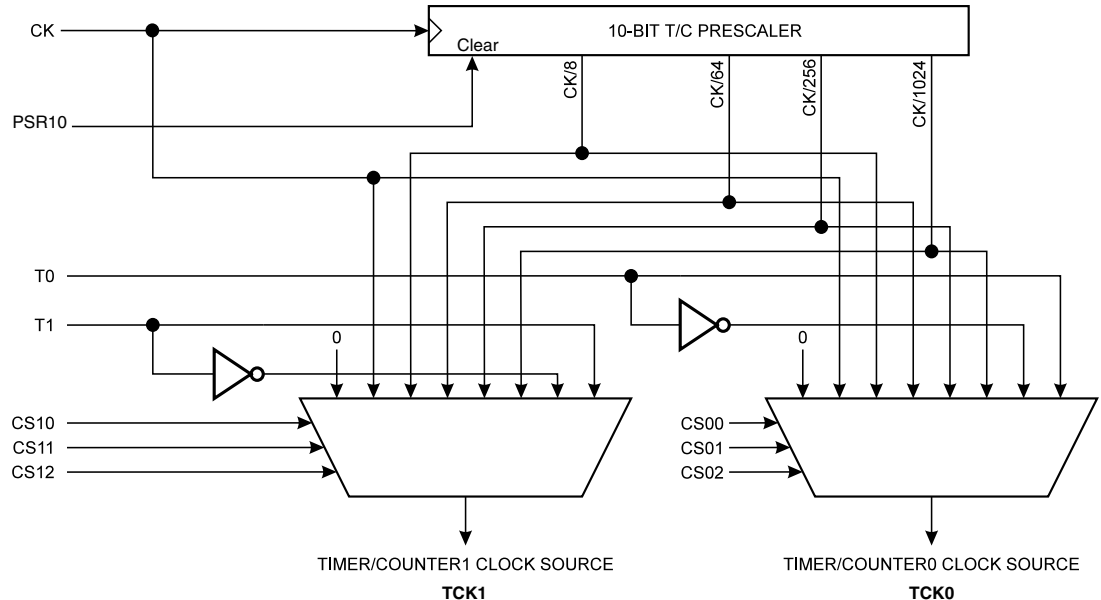 CK
10-BIT T/C PRESCALER
Clear
CK/8
CK/64
CK/256
CK/1024
PSR10
T0
T1
0
0
CS10
CS11
CS12
CS00
CS01
CS02
TIMER/COUNTER1 CLOCK SOURCE
TCK1
TIMER/COUNTER0 CLOCK SOURCE
TCK0